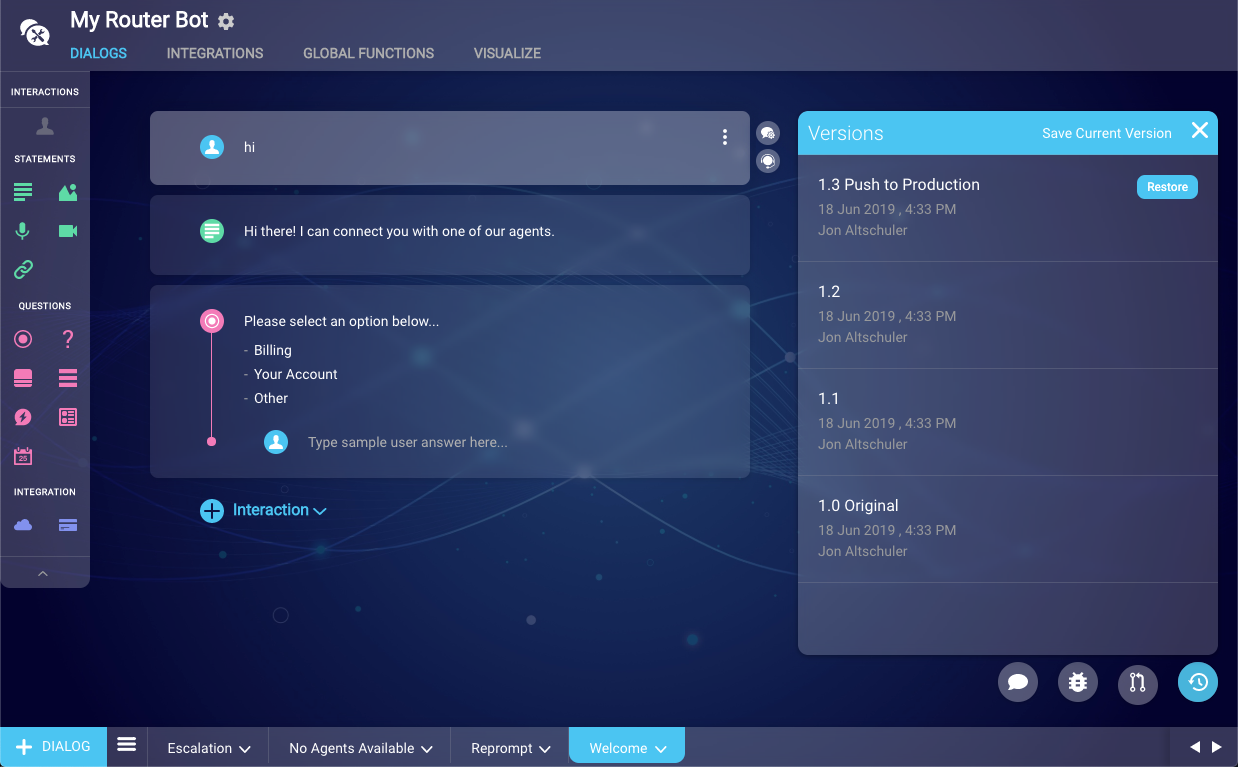 My Router Bot
DIALOGS INTEGRATIONS GLOBAL FUNCTIONS VISUALIZE
INTERACTIONS
STATEMENTS
QUESTIONS
25
INTEGRATION
hi
Hi there! I can connect you with one of our agents.
Please select an option below...
- Billing
- Your Account
- Other
Type sample user answer here...
Interaction
Versions Save Current Version
1.3 Push to Production Restore
18 Jun 2019 , 4:33 PM
Jon Altschuler
1.2
18 Jun 2019 , 4:33 PM
Jon Altschuler
1.1
18 Jun 2019 , 4:33 PM
Jon Altschuler
1.0 Original
18 Jun 2019 , 4:33 PM
Jon Altschuler
DIALOG Escalation No Agents Available Reprompt Welcome